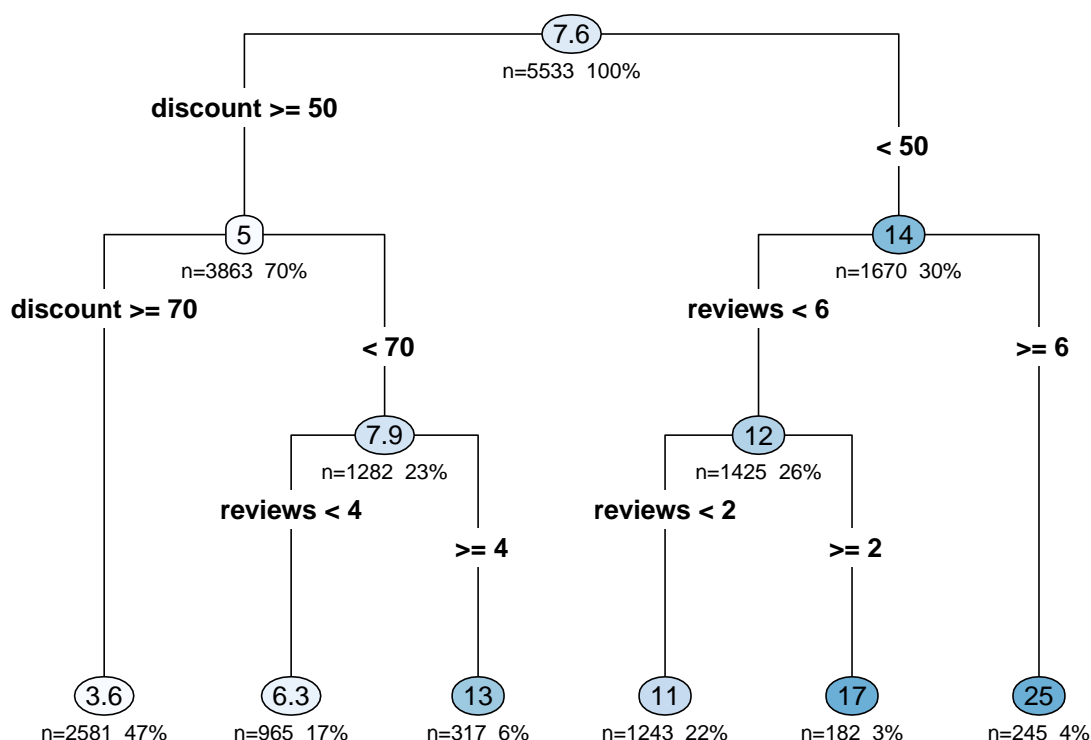 7.6
n=5533 100%
discount >= 50
< 50
5
n=3863 70%
14
n=1670 30%
discount >= 70
< 70
reviews < 6
>= 6
7.9
n=1282 23%
12
n=1425 26%
reviews < 4
>= 4
reviews < 2
>= 2
3.6
n=2581 47%
6.3
n=965 17%
13
n=317 6%
11
n=1243 22%
17
n=182 3%
25
n=245 4%